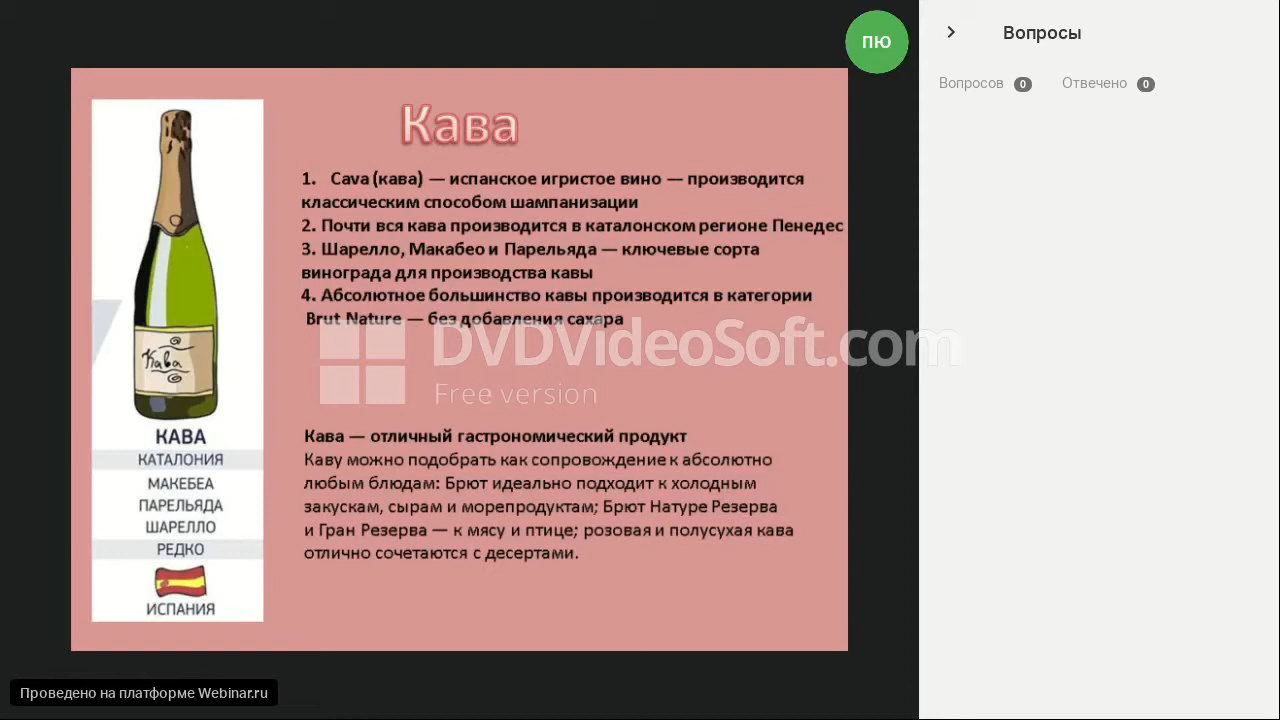 ПЮ
Вопросы
Вопросов 0 Отвечено 0
Кава
1. Cava (кава) — испанское игристое вино — производится
классическим способом шампанизации
2. Почти вся кава производится в каталонском регионе Пенедес
3. Шарелло, Макабео и Парельяда — ключевые сорта
винограда для производства кавы
4. Абсолютное большинство кавы производится в категории
Brut Nature — без добавления сахара
DVDVideoSoft.com
Free version
Кава — отличный гастрономический продукт
Каву можно подобрать как сопровождение к абсолютно
любым блюдам: Брют идеально подходит к холодным
закускам, сырам и морепродуктам; Брют Натуре Резерва
и Гран Резерва — к мясу и птице; розовая и полусухая кава
отлично сочетаются с десертами.
Кава
КАВА
КАТАЛОНИЯ
МАКЕБЕА
ПАРЕЛЬЯДА
ШАРЕЛЛО
РЕДКО
ИСПАНИЯ
Проведено на платформе Webinar.ru